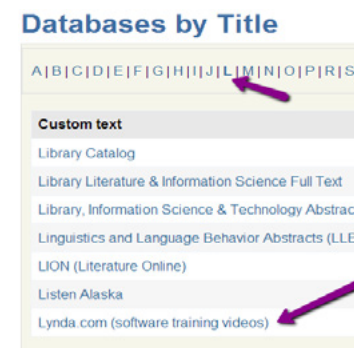 Databases by Title
A|B|C|D|E|F|G|H|I|J|L|M|N|O|P|R|S
Custom text
Library Catalog
Library Literature & Information Science Full Text
Library, Information Science & Technology Abstrac
Linguistics and Language Behavior Abstracts (LLB
LION (Literature Online)
Listen Alaska
Lynda.com (software training videos)